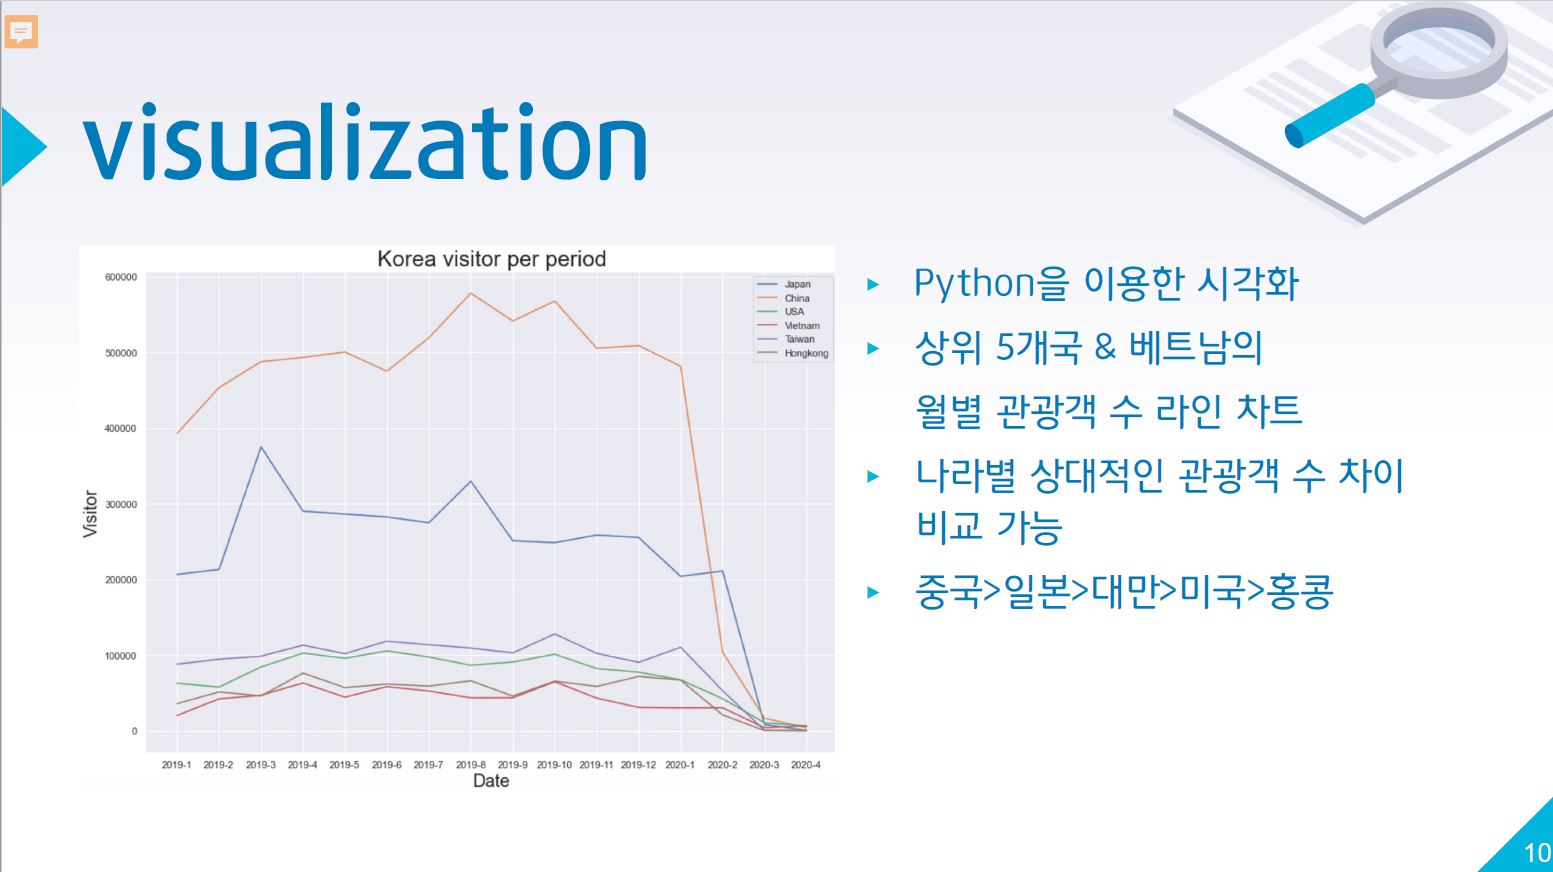 visualization
Korea visitor per period
600000
500000
400000
300000
200000
100000
0
Visitor
Japan
China
USA
Vietnam
Taiwan
Hongkong
2019-1 2019-2 2019-3 2019-4 2019-5 2019-6 2019-7 2019-8 2019-9 2019-10 2019-11 2019-12 2020-1 2020-2 2020-3 2020-4
Date
Python을 이용한 시각화
상위 5개국 & 베트남의
월별 관광객 수 라인 차트
나라별 상대적인 관광객 수 차이
비교 가능
중국>일본>대만>미국>홍콩
10